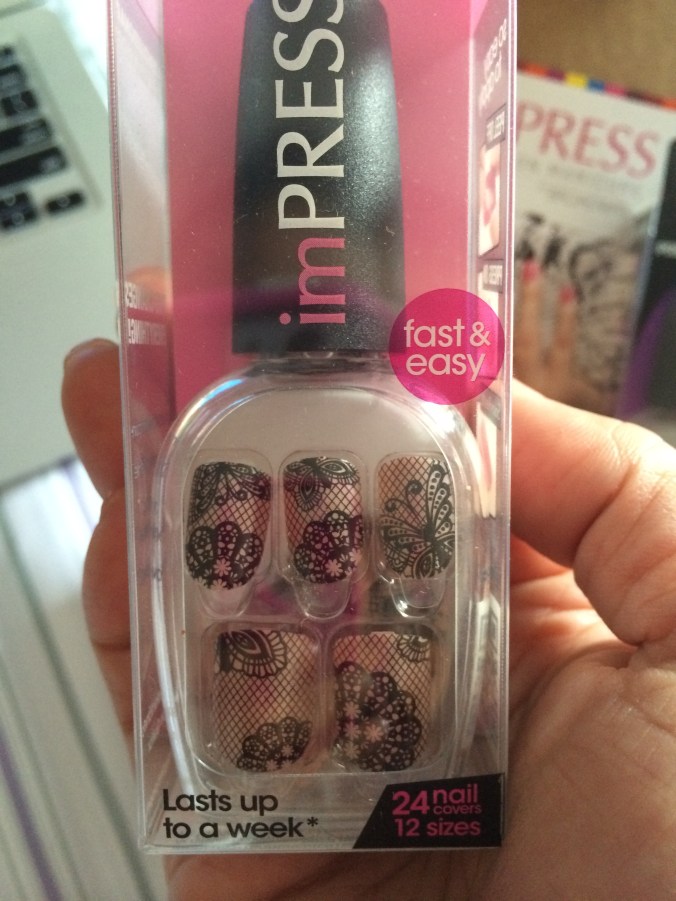 imPRESS
PRESS
fast &
easy
Lasts up
to a week*
24 nail
covers
12 sizes